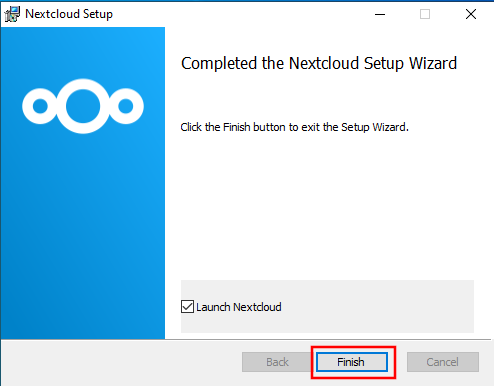 Nextcloud Setup
Completed the Nextcloud Setup Wizard
Click the Finish button to exit the Setup Wizard.
Launch Nextcloud
Back Finish Cancel